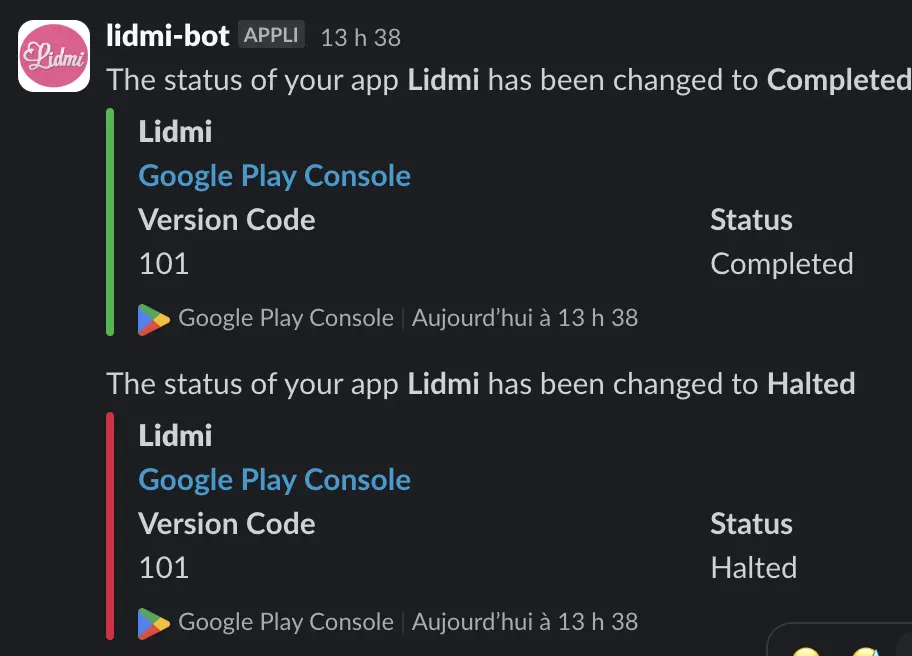 Lidmi
lidmi-bot APPLI 13 h 38
The status of your app Lidmi has been changed to Completed
Lidmi
Google Play Console
Version Code Status
101 Completed
Google Play Console | Aujourd’hui à 13 h 38
The status of your app Lidmi has been changed to Halted
Lidmi
Google Play Console
Version Code Status
101 Halted
Google Play Console | Aujourd’hui à 13 h 38